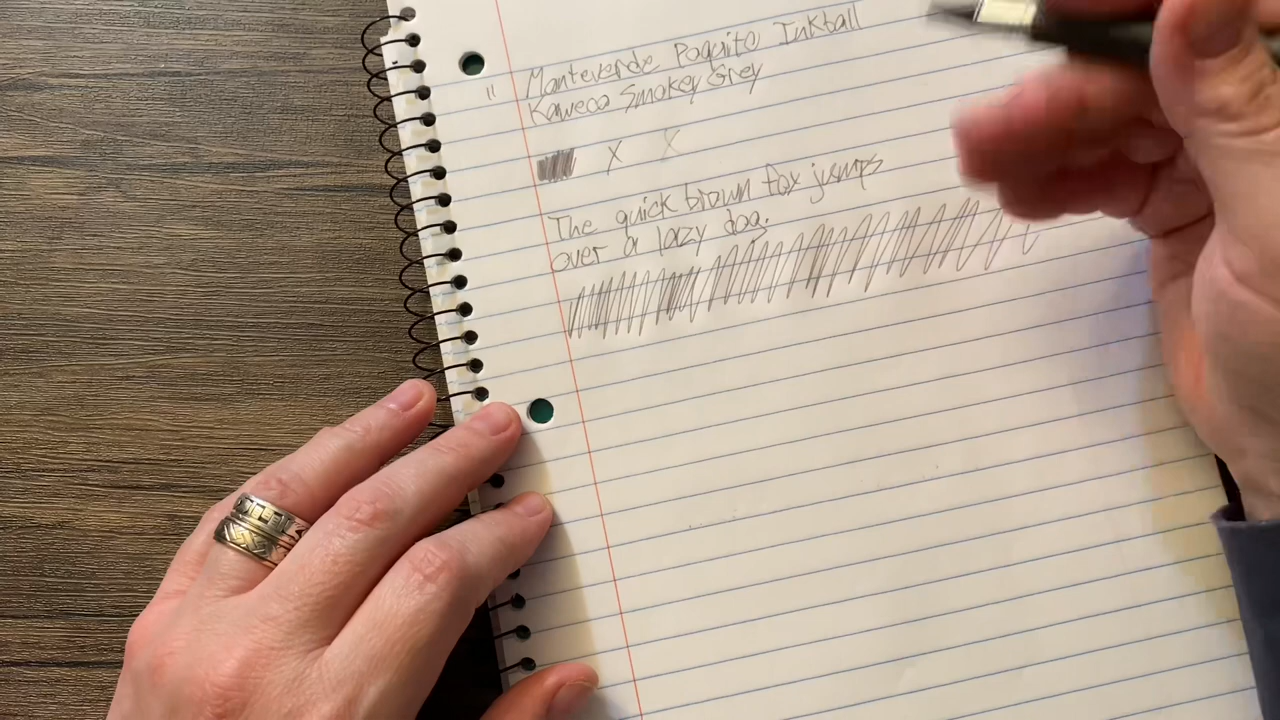 Monteverde Poquito Inkball
" Kaweco Smokey Grey
X X
The quick brown fox jumps
over a lazy dog.